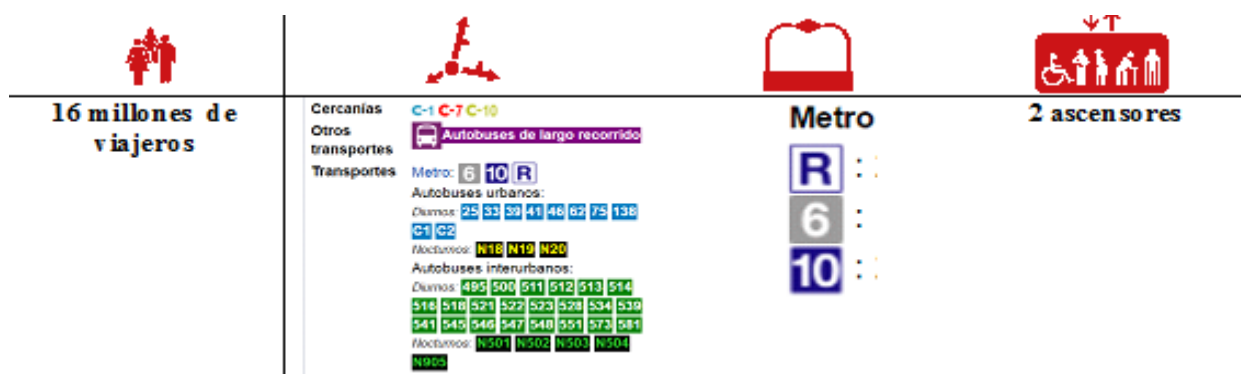 16 millones de
viajeros
Cercanías C-1 C-7 C-10
Otros
transportes
Autobuses de largo recorrido
Transportes Metro: 6 10 R
Autobuses urbanos:
Diurnos: 25 33 39 41 46 62 75 138
C1 C2
Nocturnos: N18 N19 N20
Autobuses interurbanos:
Diurnos: 495 500 511 512 513 514
516 518 521 522 523 528 534 539
541 545 546 547 548 551 573 581
Nocturnos: N501 N502 N503 N504
N905
Metro
R :
6 :
10 :
2 ascensores